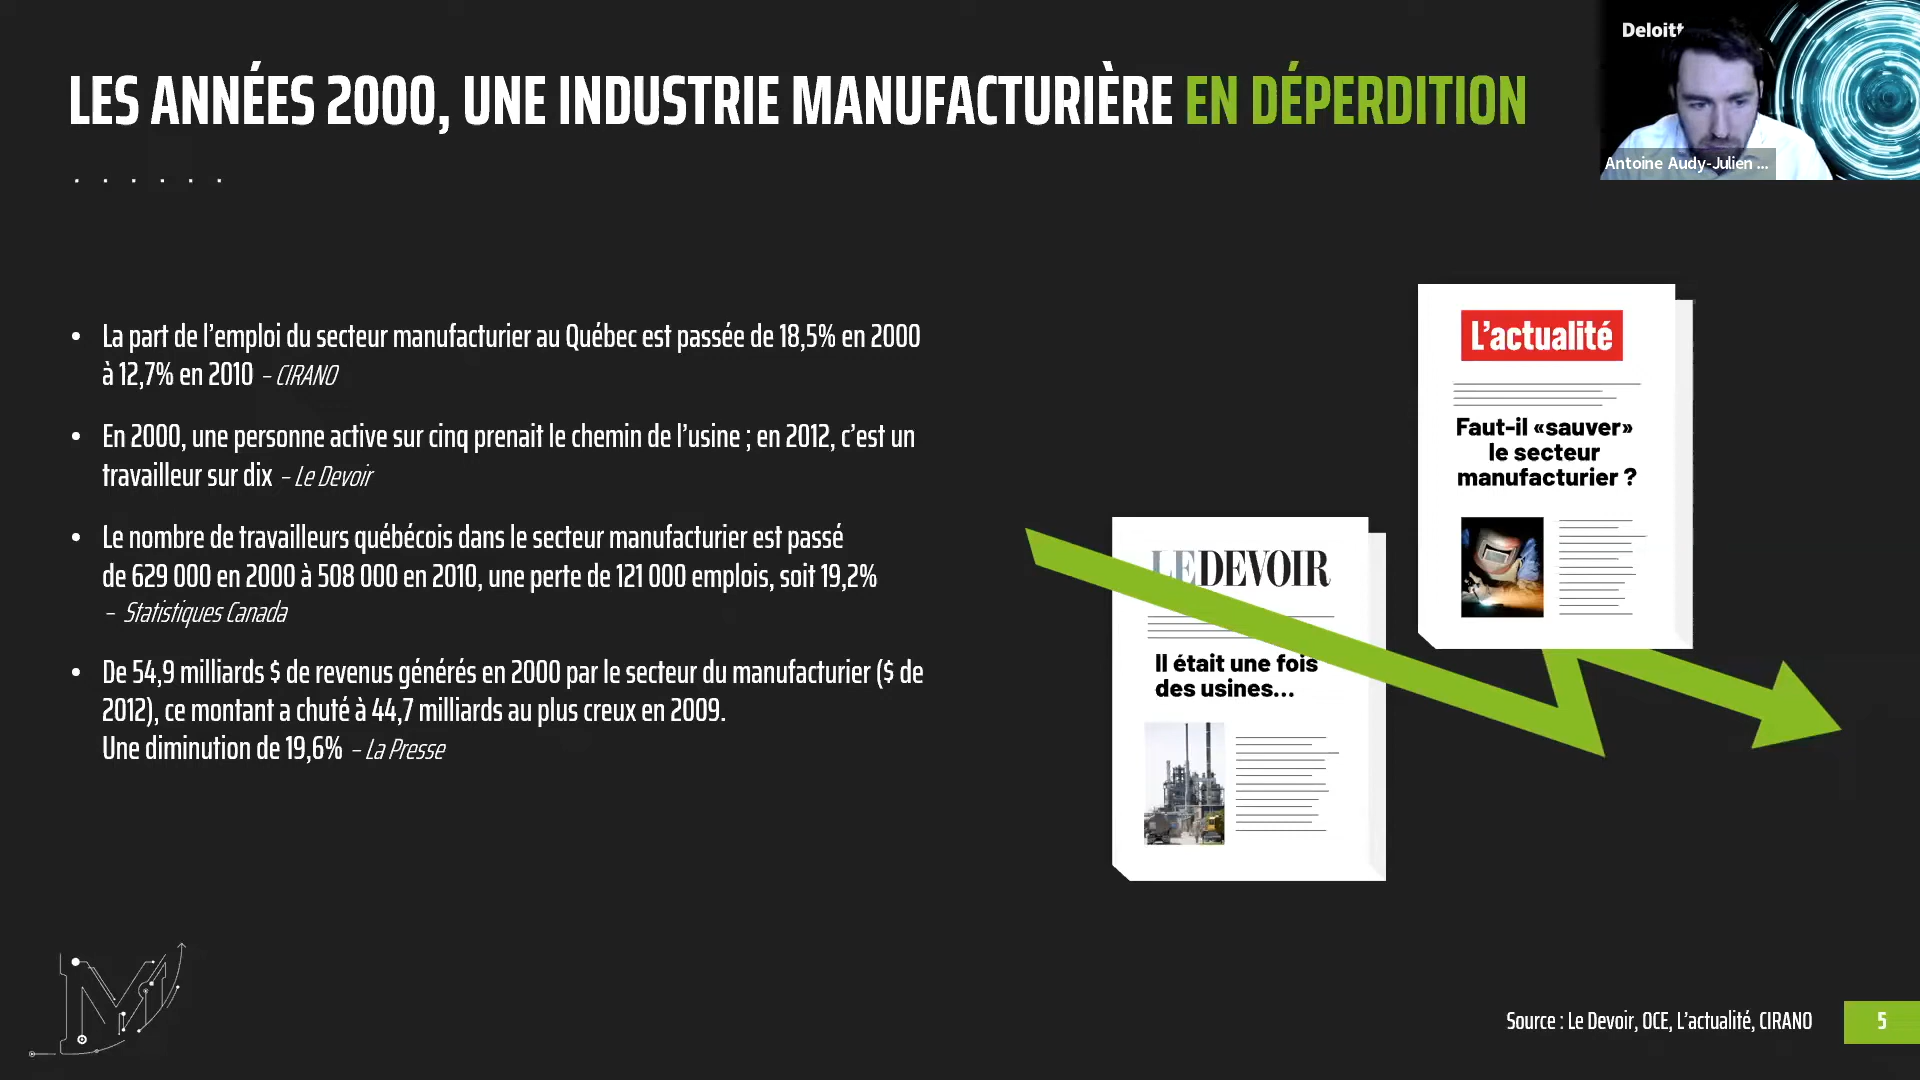 LES ANNÉES 2000, UNE INDUSTRIE MANUFACTURIÈRE EN DÉPERDITION
Deloitt
Antoine Audy-Julien ...
• La part de l’emploi du secteur manufacturier au Québec est passée de 18,5% en 2000
à 12,7% en 2010 – CIRANO
• En 2000, une personne active sur cinq prenait le chemin de l’usine ; en 2012, c’est un
travailleur sur dix – Le Devoir
• Le nombre de travailleurs québécois dans le secteur manufacturier est passé
de 629 000 en 2000 à 508 000 en 2010, une perte de 121 000 emplois, soit 19,2%
– Statistiques Canada
• De 54,9 milliards $ de revenus générés en 2000 par le secteur du manufacturier ($ de
2012), ce montant a chuté à 44,7 milliards au plus creux en 2009.
Une diminution de 19,6% – La Presse
LE DEVOIR
Il était une fois
des usines...
L’actualité
Faut-il «sauver»
le secteur
manufacturier ?
M
Source : Le Devoir, OCE, L’actualité, CIRANO
5